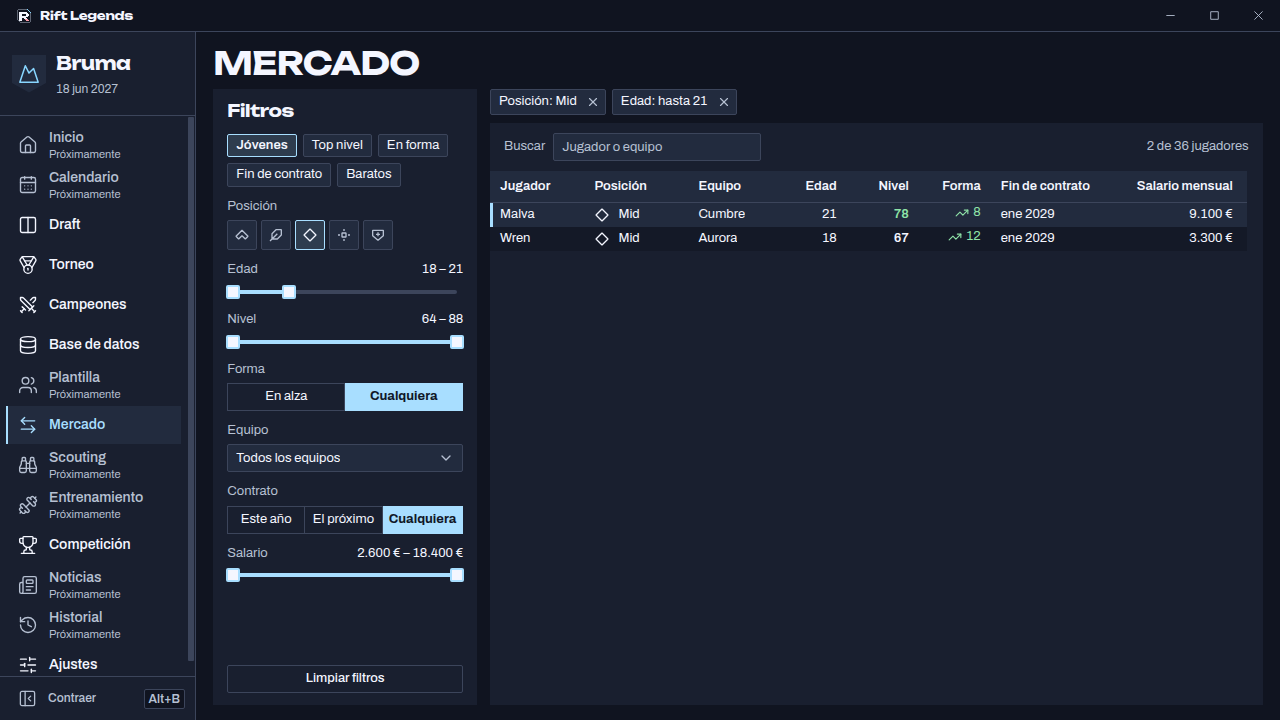 Rift Legends
Bruma
18 jun 2027
Inicio
Próximamente
Calendario
Próximamente
Draft
Torneo
Campeones
Base de datos
Plantilla
Próximamente
Mercado
Scouting
Próximamente
Entrenamiento
Próximamente
Competición
Noticias
Próximamente
Historial
Próximamente
Ajustes
Contraer Alt+B
MERCADO
Filtros
Jóvenes Top nivel En forma
Fin de contrato Baratos
Posición
Edad 18 – 21
Nivel 64 – 88
Forma
En alza Cualquiera
Equipo
Todos los equipos
Contrato
Este año El próximo Cualquiera
Salario 2.600 € – 18.400 €
Limpiar filtros
Posición: Mid Edad: hasta 21
Buscar Jugador o equipo 2 de 36 jugadores
Jugador Posición Equipo Edad Nivel Forma Fin de contrato Salario mensual
Malva Mid Cumbre 21 78 8 ene 2029 9.100 €
Wren Mid Aurora 18 67 12 ene 2029 3.300 €